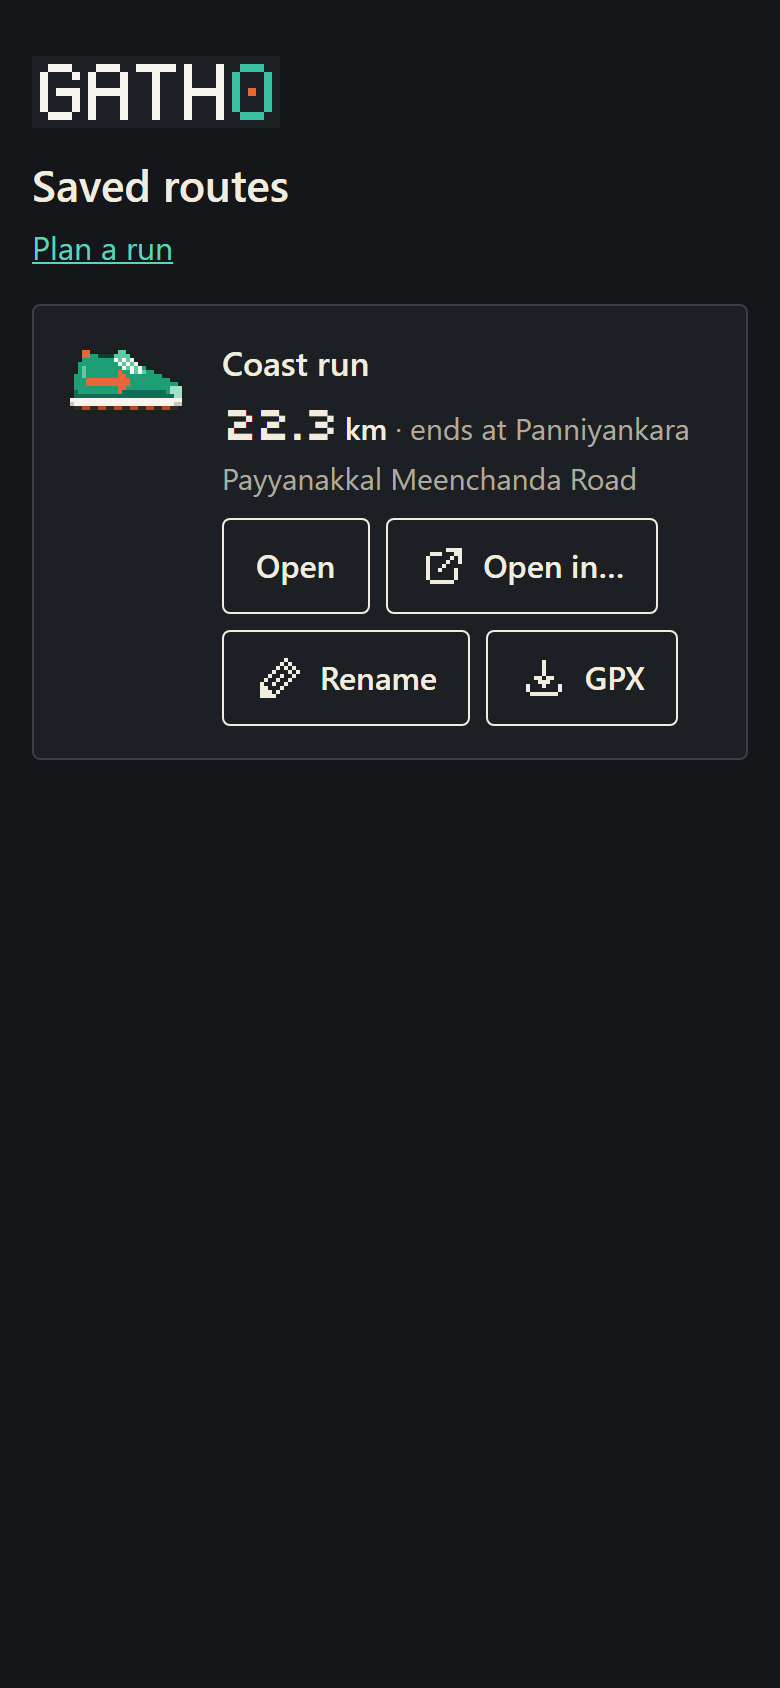 GATHO
Saved routes
Plan a run
Coast run
22.3 km · ends at Panniyankara
Payyanakkal Meenchanda Road
Open
Open in...
Rename
GPX